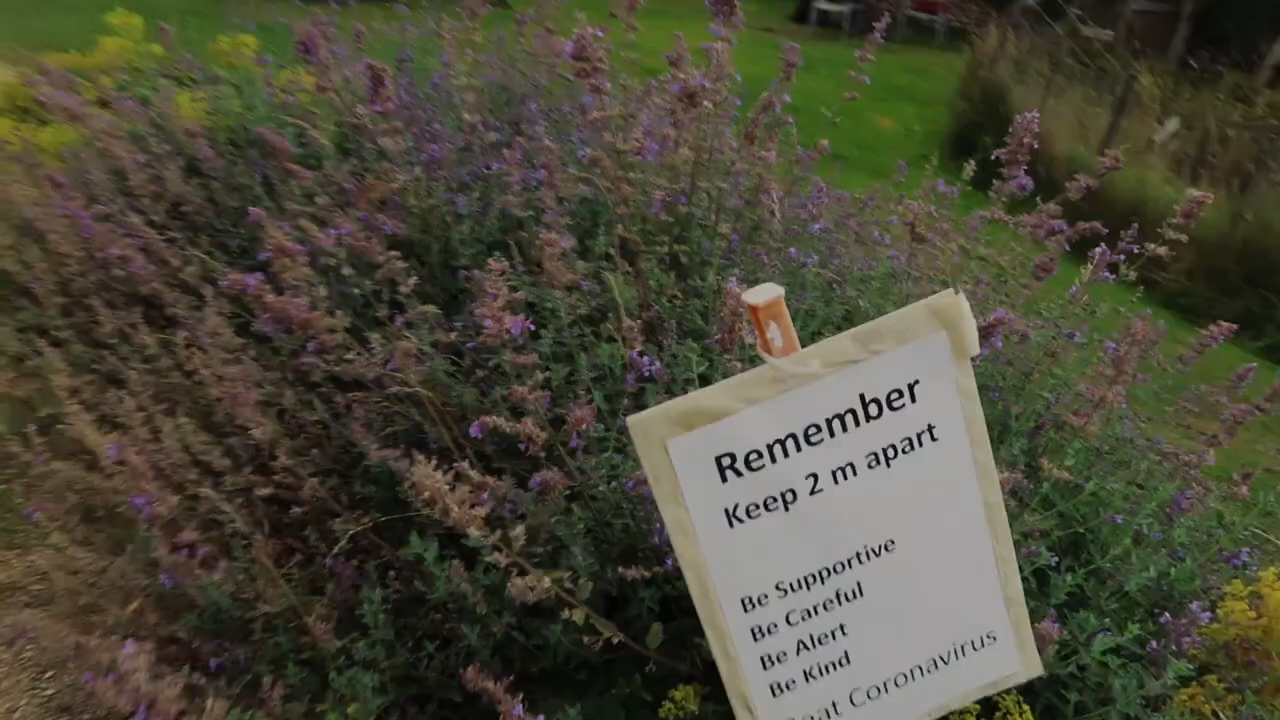 Remember
Keep 2 m apart
Be Supportive
Be Careful
Be Alert
Be Kind
Coronavirus